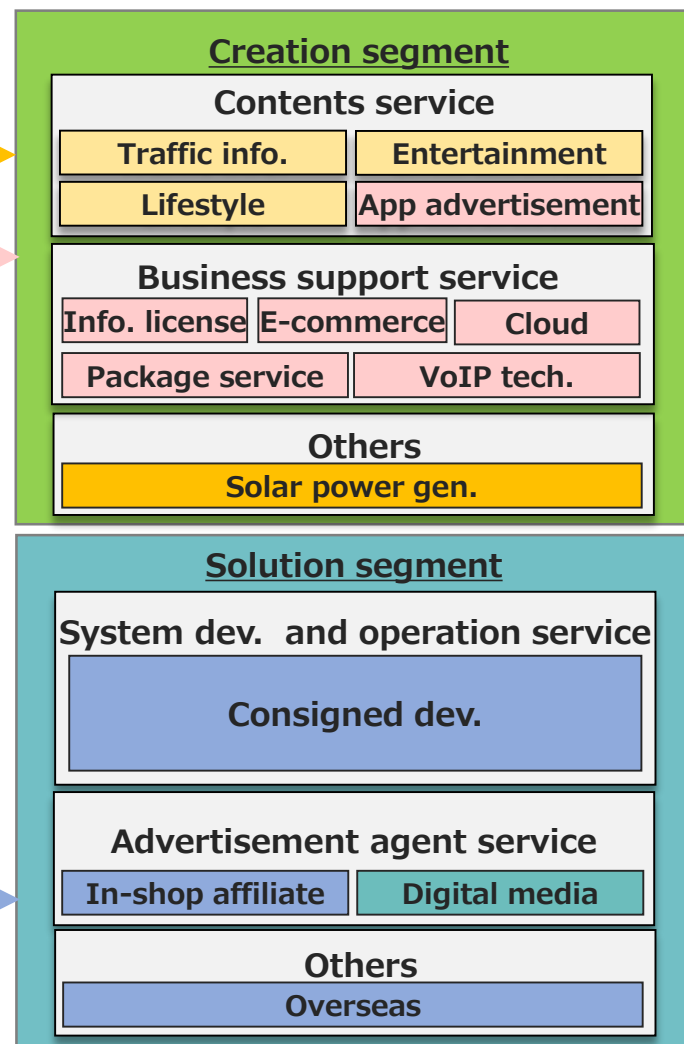 Creation segment
Contents service
Traffic info.
Entertainment
Lifestyle
App advertisement
Business support service
Info. license
E-commerce
Cloud
Package service
VoIP tech.
Others
Solar power gen.
Solution segment
System dev. and operation service
Consigned dev.
Advertisement agent service
In-shop affiliate
Digital media
Others
Overseas